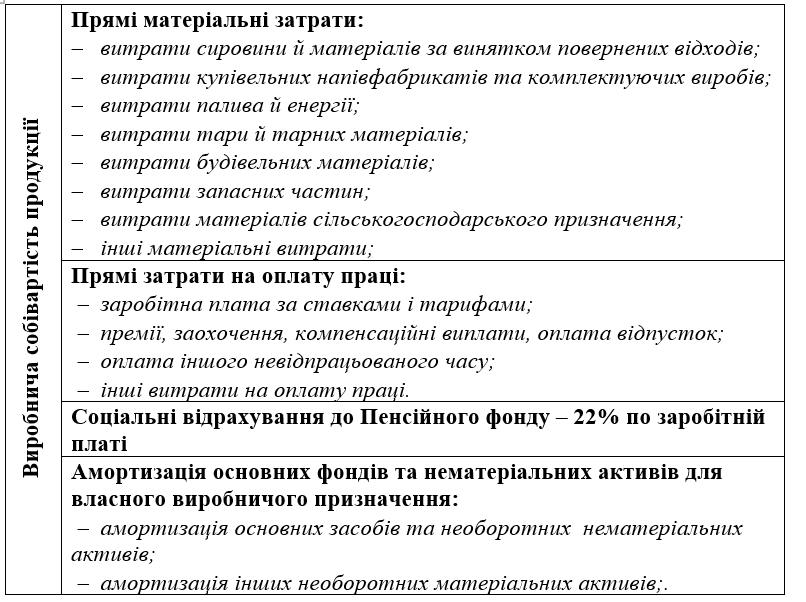 Виробнича собівартість продукції
Прямі матеріальні затрати:
– витрати сировини й матеріалів за винятком повернених відходів;
– витрати купівельних напівфабрикатів та комплектуючих виробів;
– витрати палива й енергії;
– витрати тари й тарних матеріалів;
– витрати будівельних матеріалів;
– витрати запасних частин;
– витрати матеріалів сільськогосподарського призначення;
– інші матеріальні витрати;
Прямі затрати на оплату праці:
– заробітна плата за ставками і тарифами;
– премії, заохочення, компенсаційні виплати, оплата відпусток;
– оплата іншого невідпрацьованого часу;
– інші витрати на оплату праці.
Соціальні відрахування до Пенсійного фонду – 22% по заробітній
платі
Амортизація основних фондів та нематеріальних активів для
власного виробничого призначення:
– амортизація основних засобів та необоротних нематеріальних
активів;
– амортизація інших необоротних матеріальних активів;.